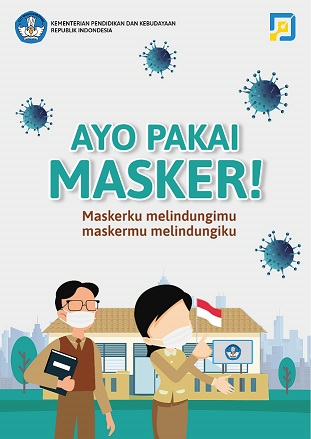 KEMENTERIAN PENDIDIKAN DAN KEBUDAYAAN
REPUBLIK INDONESIA
AYO PAKAI
MASKER!
Maskerku melindungimu
maskermu melindungiku